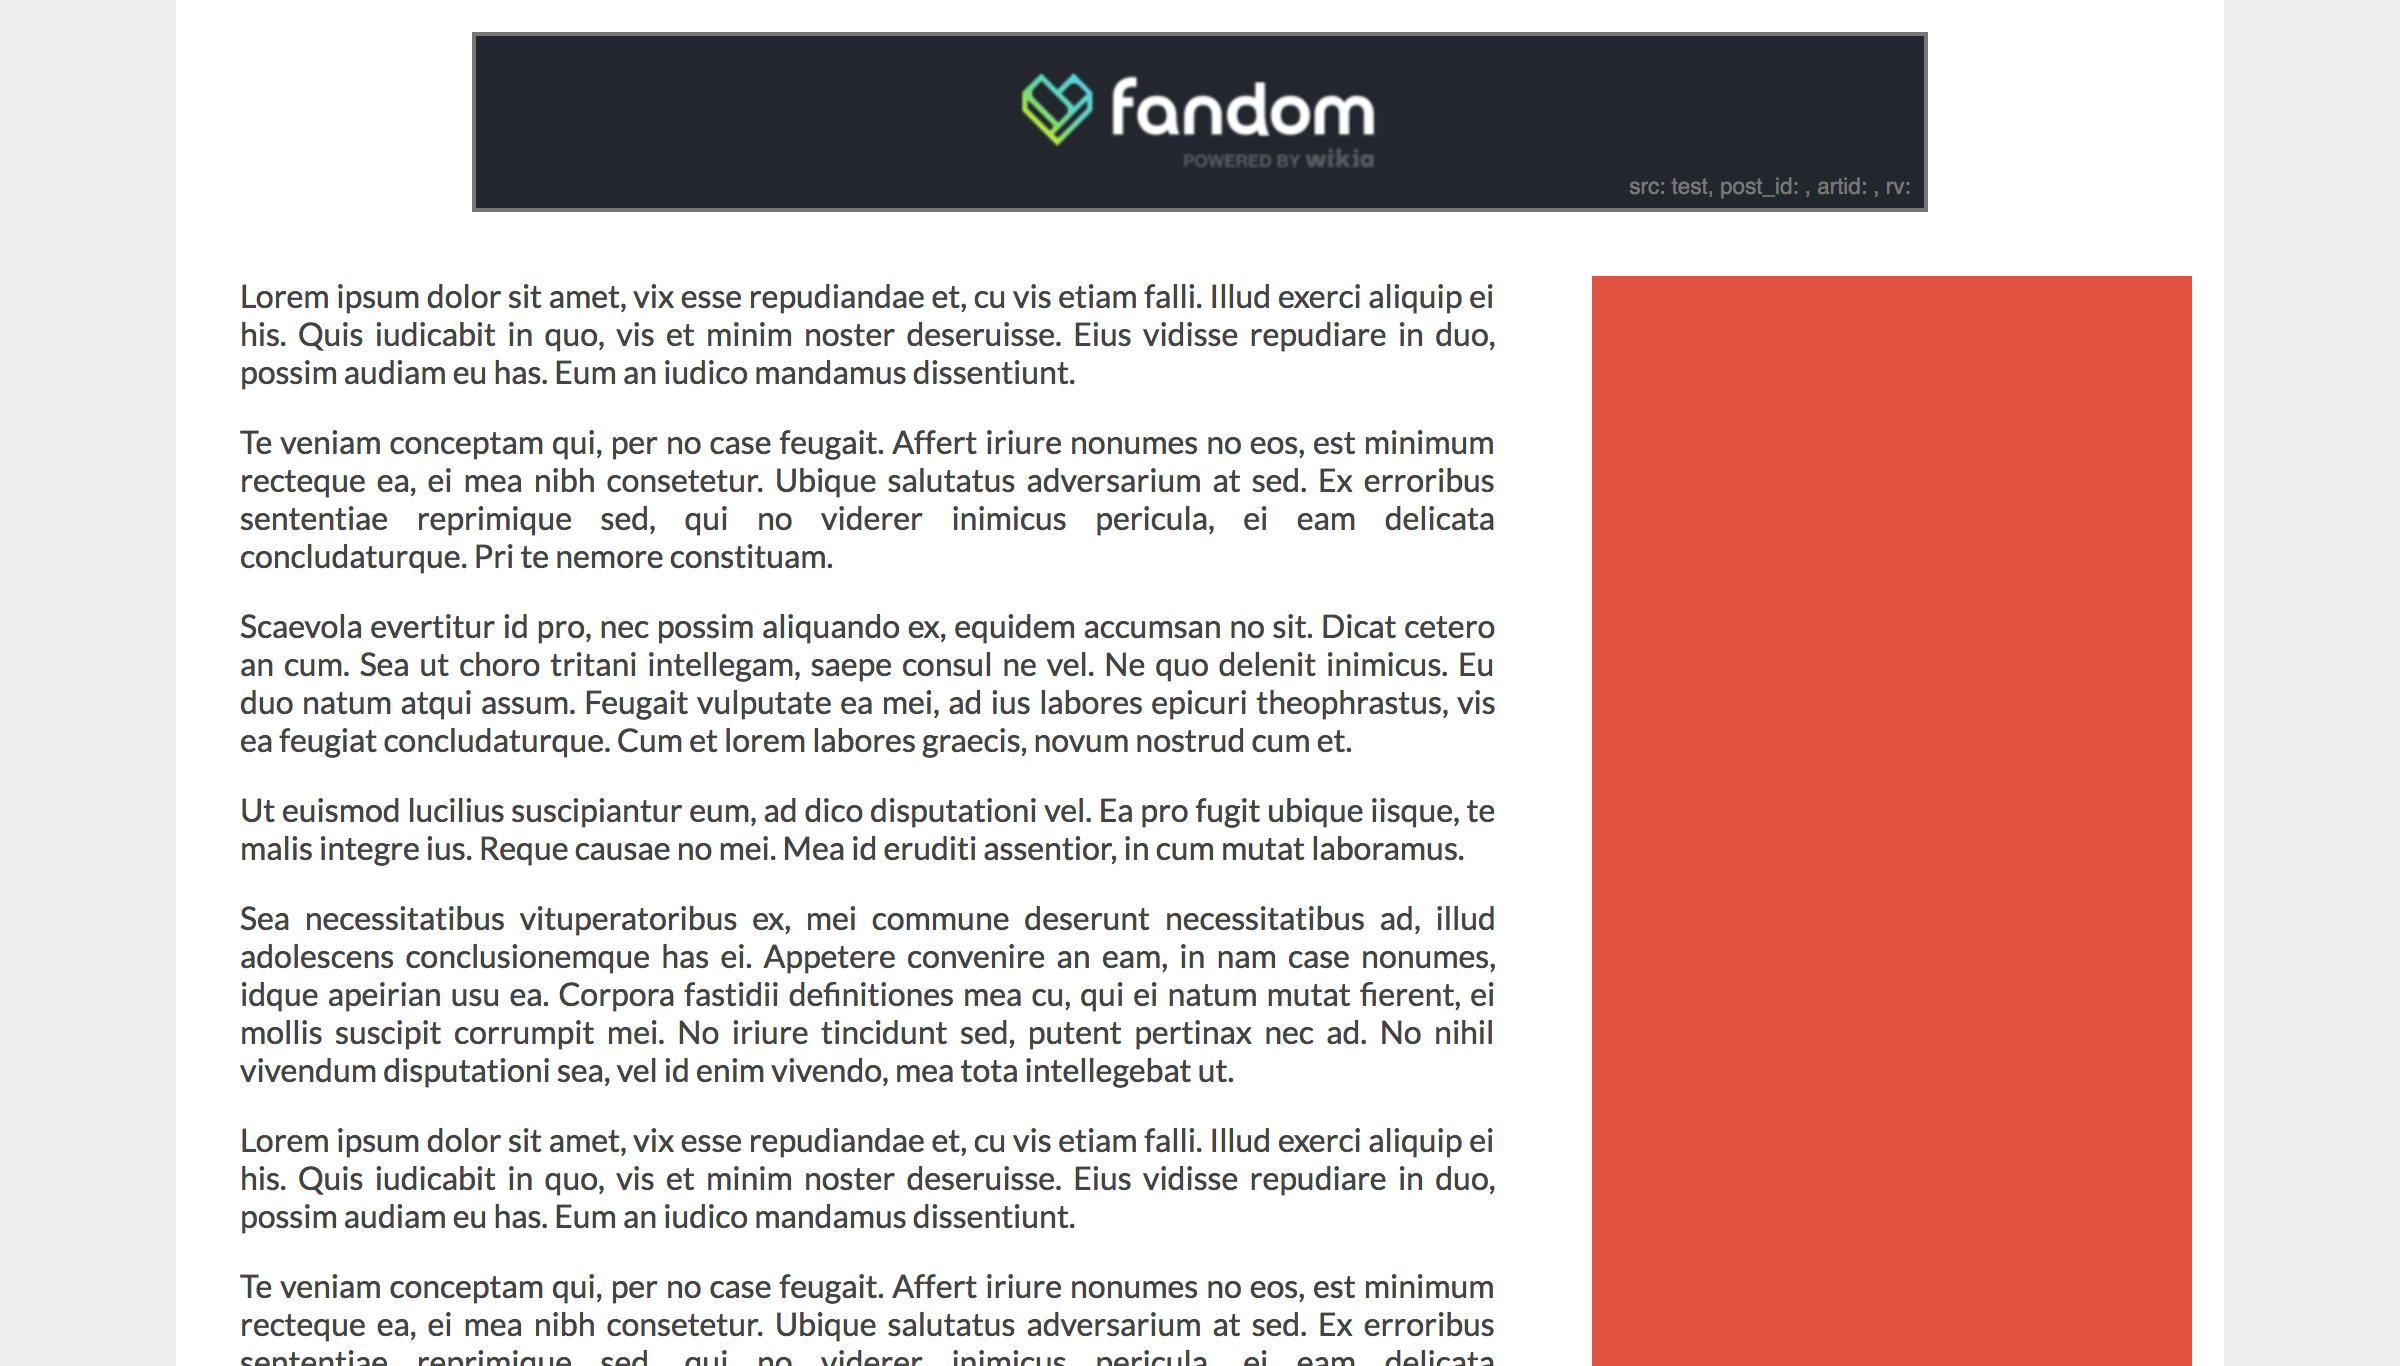 fandom
POWERED BY wikia
src: test, post_id: , artid: , rv:
Lorem ipsum dolor sit amet, vix esse repudiandae et, cu vis etiam falli. Illud exerci aliquip ei
his. Quis iudicabit in quo, vis et minim noster deseruisse. Eius vidisse repudiare in duo,
possim audiam eu has. Eum an iudico mandamus dissentiunt.
Te veniam conceptam qui, per no case feugait. Affert iriure nonumes no eos, est minimum
recteque ea, ei mea nibh consetetur. Ubique salutatus adversarium at sed. Ex erroribus
sententiae reprimique sed, qui no viderer inimicus pericula, ei eam delicata
concludaturque. Pri te nemore constituam.
Scaevola evertitur id pro, nec possim aliquando ex, equidem accumsan no sit. Dicat cetero
an cum. Sea ut choro tritani intellegam, saepe consul ne vel. Ne quo delenit inimicus. Eu
duo natum atqui assum. Feugait vulputate ea mei, ad ius labores epicuri theophrastus, vis
ea feugiat concludaturque. Cum et lorem labores graecis, novum nostrud cum et.
Ut euismod lucilius suscipiantur eum, ad dico disputationi vel. Ea pro fugit ubique iisque, te
malis integre ius. Reque causae no mei. Mea id eruditi assentior, in cum mutat laboramus.
Sea necessitatibus vituperatoribus ex, mei commune deserunt necessitatibus ad, illud
adolescens conclusionemque has ei. Appetere convenire an eam, in nam case nonumes,
idque apeirian usu ea. Corpora fastidii definitiones mea cu, qui ei natum mutat fierent, ei
mollis suscipit corrumpit mei. No iriure tincidunt sed, putent pertinax nec ad. No nihil
vivendum disputationi sea, vel id enim vivendo, mea tota intellegebat ut.
Lorem ipsum dolor sit amet, vix esse repudiandae et, cu vis etiam falli. Illud exerci aliquip ei
his. Quis iudicabit in quo, vis et minim noster deseruisse. Eius vidisse repudiare in duo,
possim audiam eu has. Eum an iudico mandamus dissentiunt.
Te veniam conceptam qui, per no case feugait. Affert iriure nonumes no eos, est minimum
recteque ea, ei mea nibh consetetur. Ubique salutatus adversarium at sed. Ex erroribus
sententiae reprimique sed, qui no viderer inimicus pericula, ei eam delicata